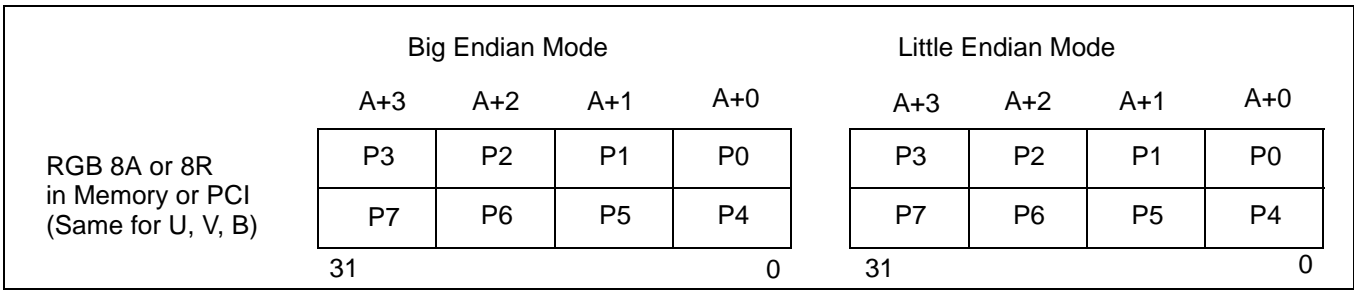 Big Endian Mode Little Endian Mode
A+3 A+2 A+1 A+0 A+3 A+2 A+1 A+0
RGB 8A or 8R
in Memory or PCI
(Same for U, V, B)
P3 P2 P1 P0 P3 P2 P1 P0
P7 P6 P5 P4 P7 P6 P5 P4
31 0 31 0